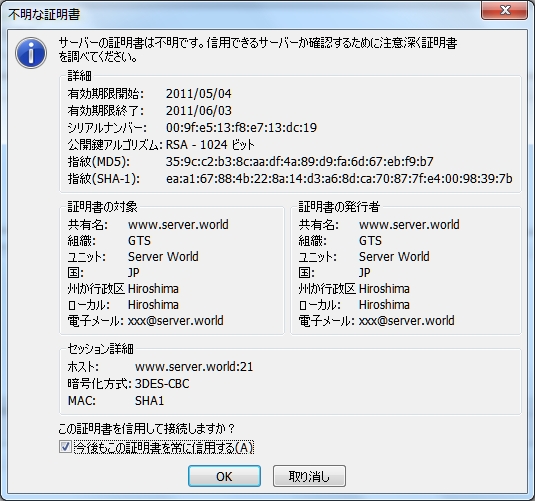 不明な証明書
サーバーの証明書は不明です。信用できるサーバーか確認するために注意深く証明書
を調べてください。
詳細
有効期限開始: 2011/05/04
有効期限終了: 2011/06/03
シリアルナンバー: 00:9f:e5:13:f8:e7:13:dc:19
公開鍵アルゴリズム: RSA - 1024 ビット
指紋(MD5): 35:9c:c2:b3:8c:aa:df:4a:89:d9:fa:6d:67:eb:f9:b7
指紋(SHA-1): ea:a1:67:88:4b:22:8a:14:d3:a6:8d:ca:70:87:7f:e4:00:98:39:7b
証明書の対象
共有名: www.server.world
組織: GTS
ユニット: Server World
国: JP
州か行政区 Hiroshima
ローカル: Hiroshima
電子メール: xxx@server.world
証明書の発行者
共有名: www.server.world
組織: GTS
ユニット: Server World
国: JP
州か行政区 Hiroshima
ローカル: Hiroshima
電子メール: xxx@server.world
セッション詳細
ホスト: www.server.world:21
暗号化方式: 3DES-CBC
MAC: SHA1
この証明書を信用して接続しますか?
今後もこの証明書を常に信用する(A)
OK
取り消し